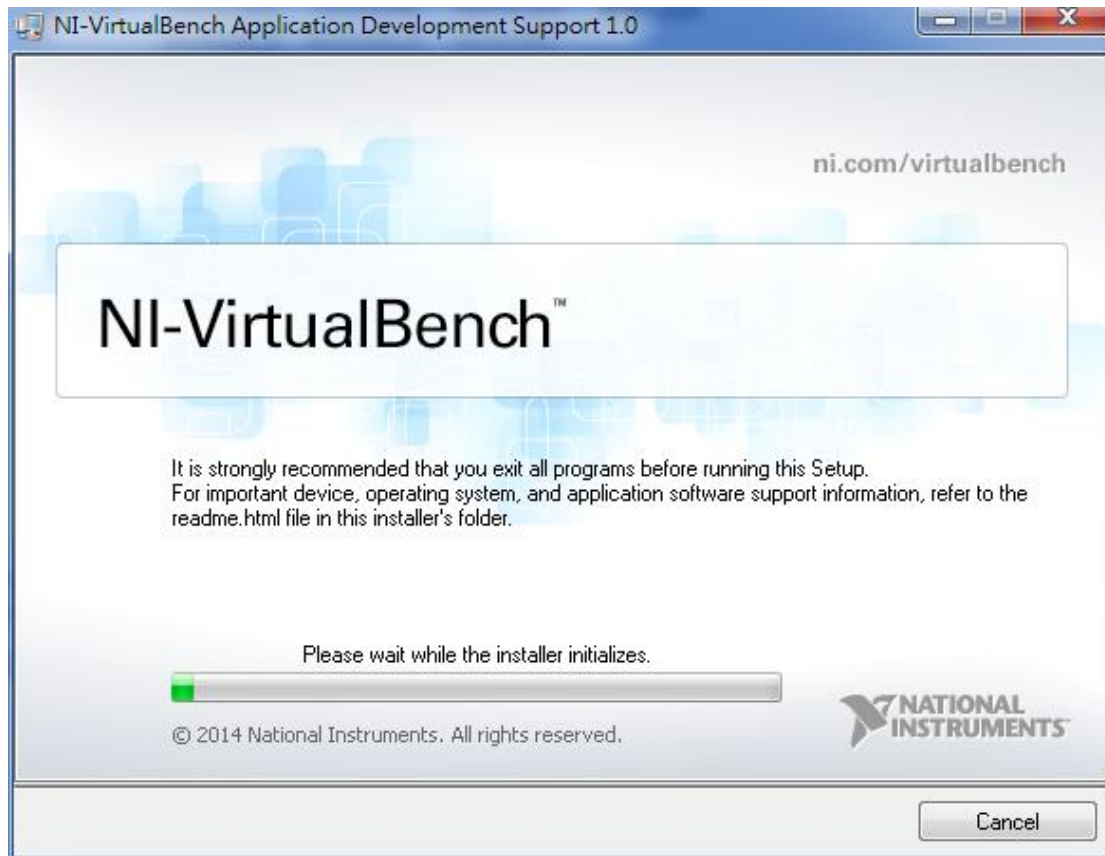 NI-VirtualBench Application Development Support 1.0
ni.com/virtualbench
NI-VirtualBench™
It is strongly recommended that you exit all programs before running this Setup.
For important device, operating system, and application software support information, refer to the
readme.html file in this installer's folder.
Please wait while the installer initializes.
NATIONAL
INSTRUMENTS
© 2014 National Instruments. All rights reserved.
Cancel